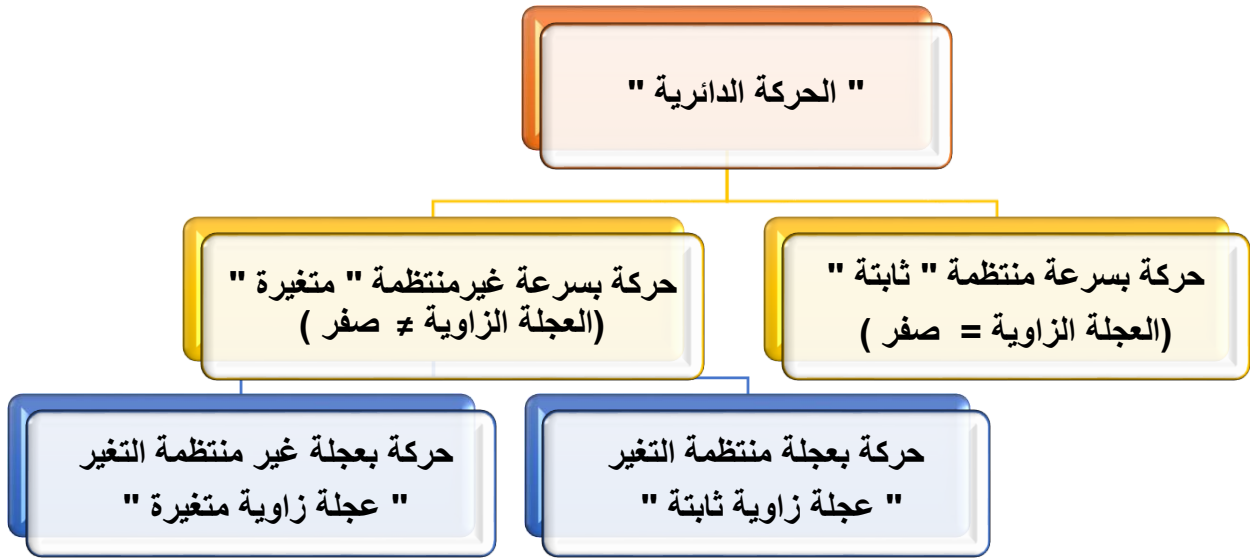 " الحركة الدائرية "
حركة بسرعة منتظمة " ثابتة "
(العجلة الزاوية = صفر )
حركة بسرعة غيرمنتظمة " متغيرة "
(العجلة الزاوية ≠ صفر )
حركة بعجلة منتظمة التغير
" عجلة زاوية ثابتة "
حركة بعجلة غير منتظمة التغير
" عجلة زاوية متغيرة "